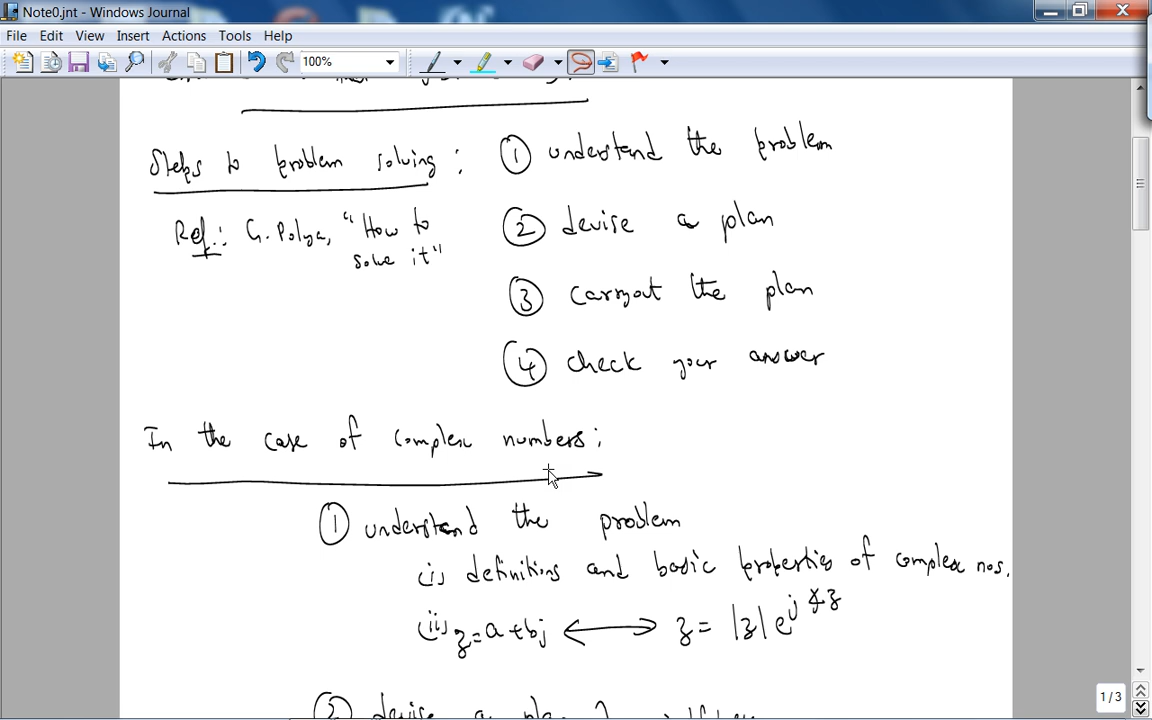 Note0.jnt - Windows Journal
File Edit View Insert Actions Tools Help
100%
Steps to problem solving : ① understand the problem
Ref.: G. Polya, "How to solve it"
② devise a plan
③ carryout the plan
④ check your answer
In the case of complex numbers :
① understand the problem
(i) definitions and basic properties of complex nos.
(ii) z = a + bj ⟷ z = |z| e^{j∡z}
② devise a plan
1 / 3